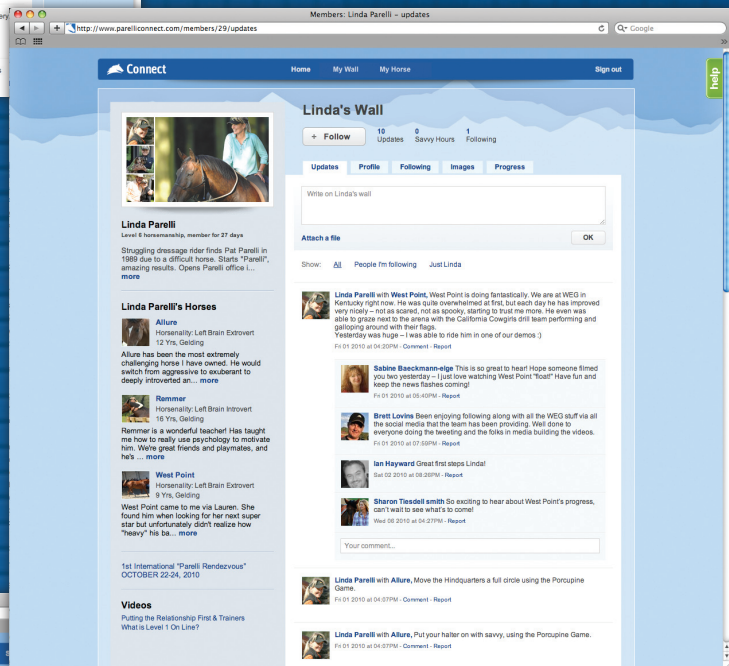 Members: Linda Parelli – updates
http://www.parelliconnect.com/members/29/updates
Google
help
Connect
Home My Wall My Horse Sign out
Linda's Wall
+ Follow
10 Updates
0 Savvy Hours
1 Following
Updates Profile Following Images Progress
Write on Linda's wall
Attach a file
OK
Show: All People I'm following Just Linda
Linda Parelli
Level 6 horsemanship, member for 27 days
Struggling dressage rider finds Pat Parelli in
1989 due to a difficult horse. Starts "Parelli",
amazing results. Opens Parelli office i...
more
Linda Parelli's Horses
Allure
Horsenality: Left Brain Extrovert
12 Yrs, Gelding
Allure has been the most extremely
challenging horse I have owned. He would
switch from aggressive to exuberant to
deeply introverted an... more
Remmer
Horsenality: Left Brain Introvert
16 Yrs, Gelding
Remmer is a wonderful teacher! Has taught
me how to really use psychology to motivate
him. We're great friends and playmates, and
he's ... more
West Point
Horsenality: Left Brain Extrovert
9 Yrs, Gelding
West Point came to me via Lauren. She
found him when looking for her next super
star but unfortunately didn't realize how
"heavy" his ba... more
1st International "Parelli Rendezvous"
OCTOBER 22-24, 2010
Videos
Putting the Relationship First & Trainers
What is Level 1 On Line?
Linda Parelli with West Point, West Point is doing fantastically. We are at WEG in
Kentucky right now. He was quite overwhelmed at first, but each day he has improved
very nicely – not as scared, not as spooky, starting to trust me more. He even was
able to graze next to the arena with the California Cowgirls drill team performing and
galloping around with their flags.
Yesterday was huge – I was able to ride him in one of our demos :)
Fri 01 2010 at 04:20PM - Comment - Report
Sabine Baeckmann-elge This is so great to hear! Hope someone filmed
you two yesterday – I just love watching West Point "float!" Have fun and
keep the news flashes coming!
Fri 01 2010 at 05:40PM - Report
Brett Lovins Been enjoying following along with all the WEG stuff via all
the social media that the team has been providing. Well done to
everyone doing the tweeting and the folks in media building the videos.
Fri 01 2010 at 07:59PM - Report
Ian Hayward Great first steps Linda!
Sat 02 2010 at 08:28PM - Report
Sharon Tiesdell smith So exciting to hear about West Point's progress,
can't wait to see what's to come!
Wed 06 2010 at 04:27PM - Report
Your comment...
Linda Parelli with Allure, Move the Hindquarters a full circle using the Porcupine
Game.
Fri 01 2010 at 04:07PM - Comment - Report
Linda Parelli with Allure, Put your halter on with savvy, using the Porcupine Game.
Fri 01 2010 at 04:07PM - Comment - Report